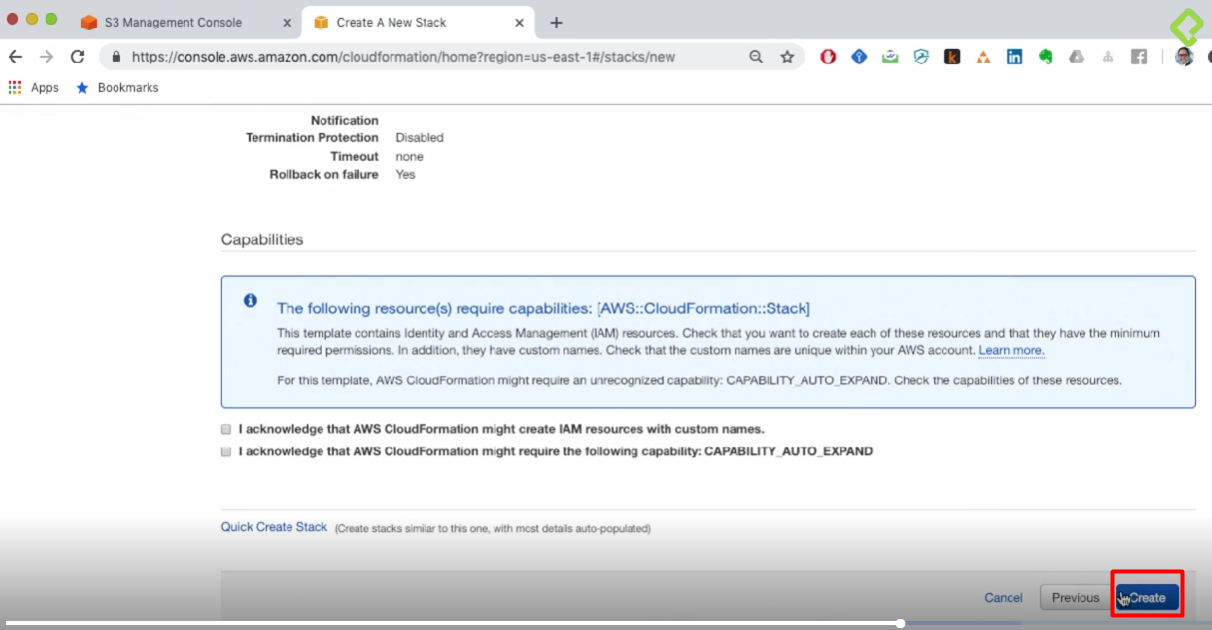 S3 Management Console
Create A New Stack
https://console.aws.amazon.com/cloudformation/home?region=us-east-1#/stacks/new
Apps
Bookmarks
Notification
Termination Protection Disabled
Timeout none
Rollback on failure Yes
Capabilities
The following resource(s) require capabilities: [AWS::CloudFormation::Stack]
This template contains Identity and Access Management (IAM) resources. Check that you want to create each of these resources and that they have the minimum
required permissions. In addition, they have custom names. Check that the custom names are unique within your AWS account. Learn more.
For this template, AWS CloudFormation might require an unrecognized capability: CAPABILITY_AUTO_EXPAND. Check the capabilities of these resources.
I acknowledge that AWS CloudFormation might create IAM resources with custom names.
I acknowledge that AWS CloudFormation might require the following capability: CAPABILITY_AUTO_EXPAND
Quick Create Stack (Create stacks similar to this one, with most details auto-populated)
Cancel Previous Create